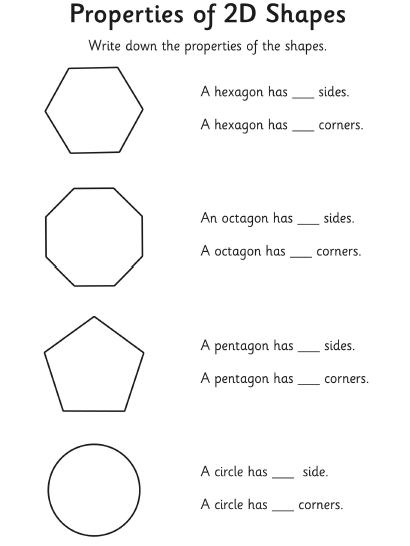 Properties of 2D Shapes
Write down the properties of the shapes.
A hexagon has ___ sides.
A hexagon has ___ corners.
An octagon has ___ sides.
A octagon has ___ corners.
A pentagon has ___ sides.
A pentagon has ___ corners.
A circle has ___ side.
A circle has ___ corners.